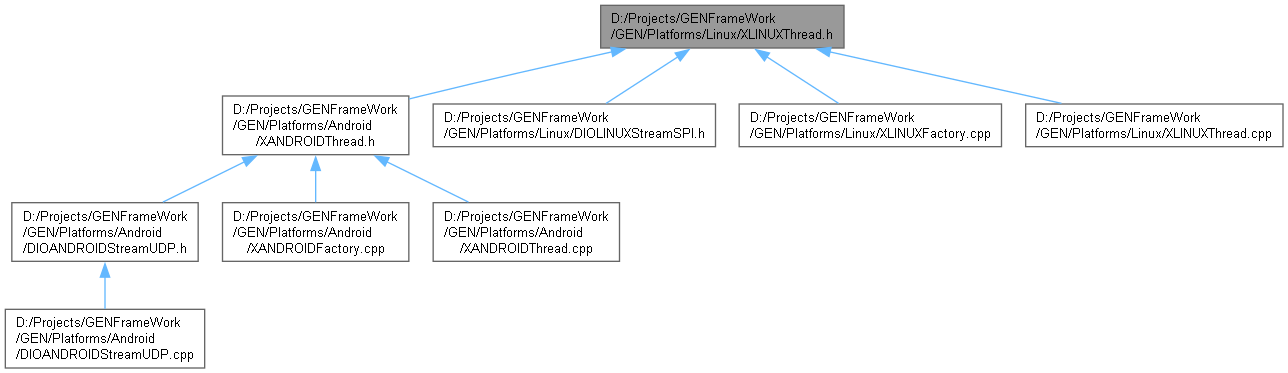 D:/Projects/GENFrameWork
/GEN/Platforms/Linux/XLINUXThread.h
D:/Projects/GENFrameWork
/GEN/Platforms/Android
/XANDROIDThread.h
D:/Projects/GENFrameWork
/GEN/Platforms/Linux/DIOLINUXStreamSPI.h
D:/Projects/GENFrameWork
/GEN/Platforms/Linux/XLINUXFactory.cpp
D:/Projects/GENFrameWork
/GEN/Platforms/Linux/XLINUXThread.cpp
D:/Projects/GENFrameWork
/GEN/Platforms/Android
/DIOANDROIDStreamUDP.h
D:/Projects/GENFrameWork
/GEN/Platforms/Android
/XANDROIDFactory.cpp
D:/Projects/GENFrameWork
/GEN/Platforms/Android
/XANDROIDThread.cpp
D:/Projects/GENFrameWork
/GEN/Platforms/Android
/DIOANDROIDStreamUDP.cpp